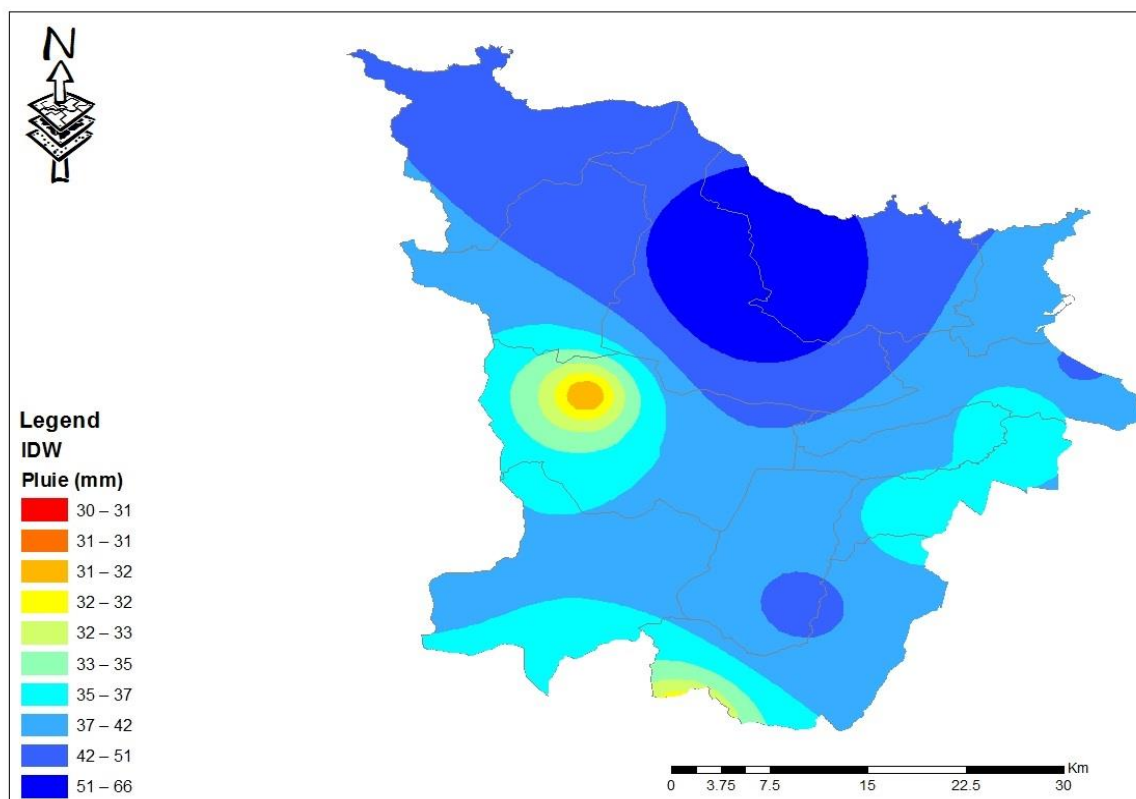 N
Legend
IDW
Pluie (mm)
30 – 31
31 – 31
31 – 32
32 – 32
32 – 33
33 – 35
35 – 37
37 – 42
42 – 51
51 – 66
Km
0 3.75 7.5 15 22.5 30